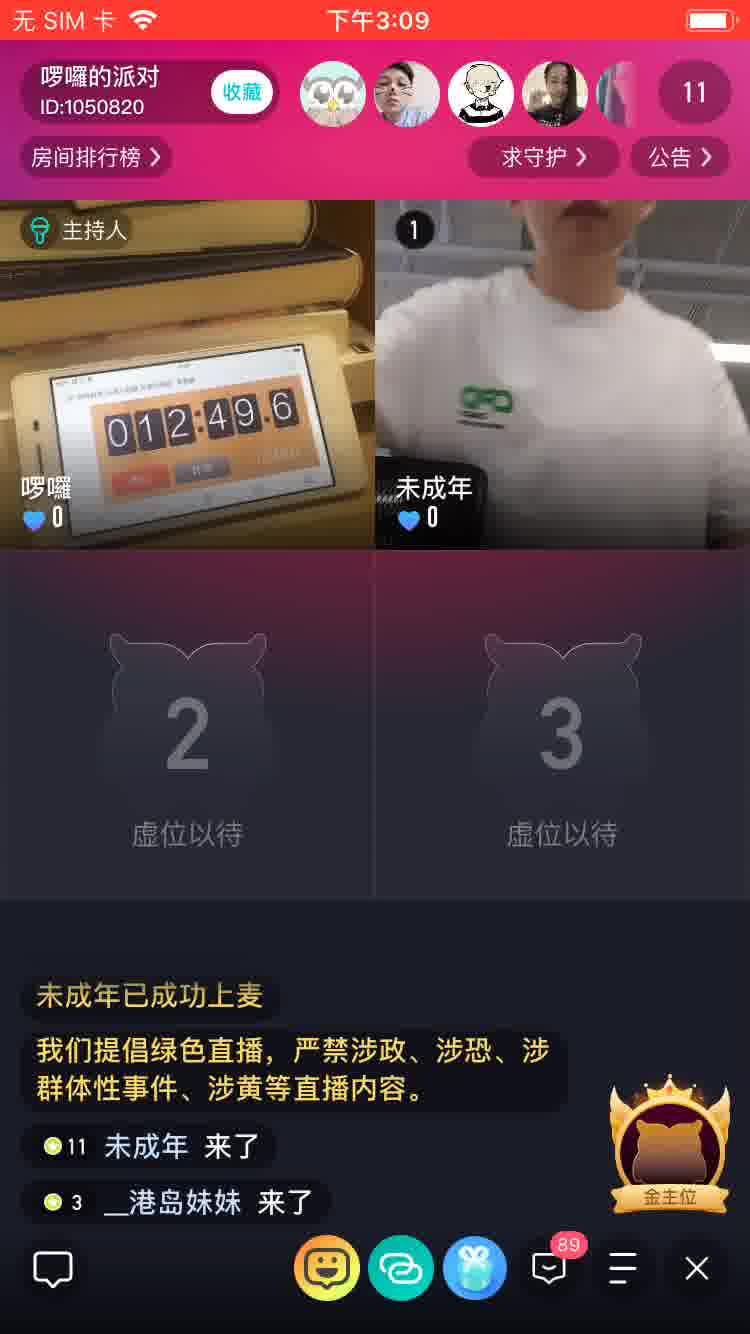 无 SIM 卡
下午3:09
啰囉的派对
ID:1050820
收藏
11
房间排行榜
求守护
公告
主持人
1
012:49.6
啰囉
0
未成年
0
2
虚位以待
3
虚位以待
未成年已成功上麦
我们提倡绿色直播，严禁涉政、涉恐、涉
群体性事件、涉黄等直播内容。
11 未成年 来了
3 __港岛妹妹 来了
金主位
89